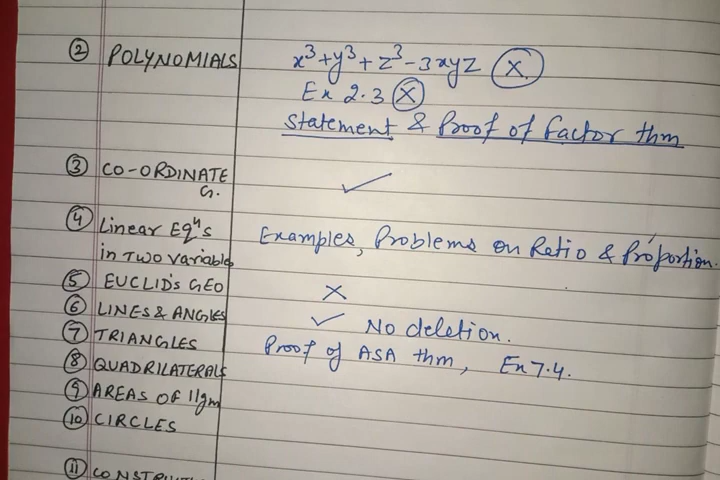 ② POLYNOMIALS x³+y³+z³-3xyz ⓧ
Ex 2.3 ⓧ
Statement & Proof of factor thm
③ CO-ORDINATE G. ✓
④ Linear Eqⁿs
in Two variables Examples, Problems on Ratio & Proportion.
⑤ EUCLID'S GEO X
⑥ LINES & ANGLES ✓ No deletion.
⑦ TRIANGLES Proof of ASA thm, Ex 7.4.
⑧ QUADRILATERALS
⑨ AREAS OF llgm
⑩ CIRCLES
⑪